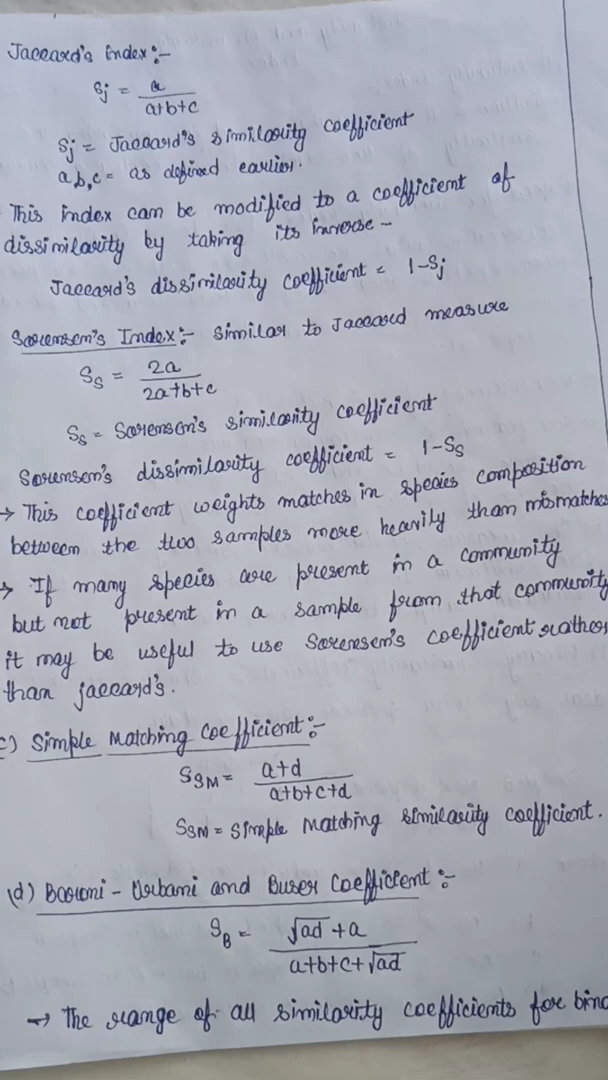 Jaccard's index:-
Sj = a / a+b+c
Sj = Jaccard's similarity coefficient
a,b,c = as defined earlier.
This index can be modified to a coefficient of
dissimilarity by taking its inverse -
Jaccard's dissimilarity coefficient = 1-Sj
Sorensen's Index:- similar to Jaccard measure
Ss = 2a / 2a+b+c
Ss = Sorensen's similarity coefficient
Sorensen's dissimilarity coefficient = 1-Ss
→ This coefficient weights matches in species composition
between the two samples more heavily than mismatches
→ If many species are present in a community
but not present in a sample from that community
it may be useful to use Sorensen's coefficient rather
than jaccard's.
c) Simple Matching Coefficient:-
SSM = a+d / a+b+c+d
SSM = Simple Matching similarity coefficient.
(d) Baroni - Urbani and Buser Coefficient:-
SB = √ad + a / a+b+c+√ad
→ The range of all similarity coefficients for bina